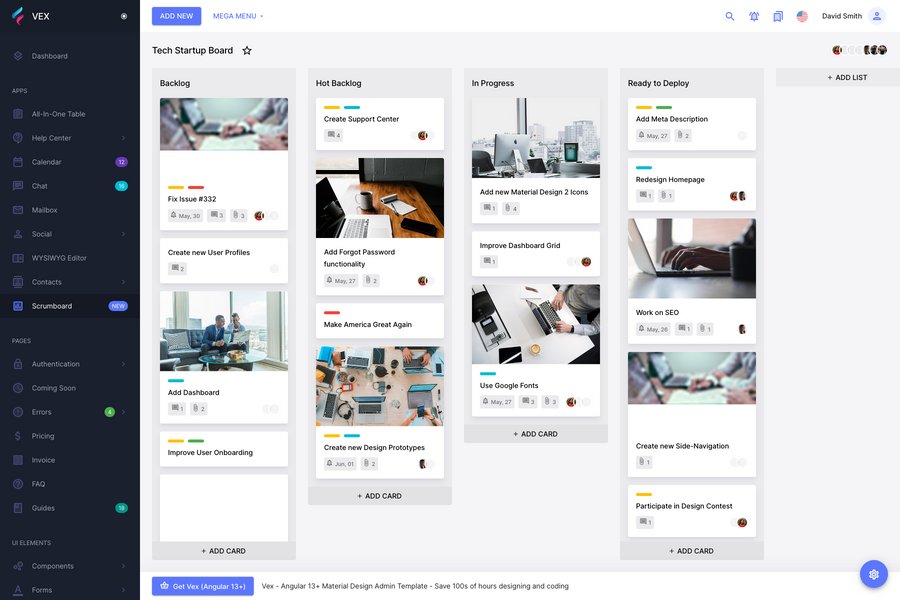 VEX
ADD NEW
MEGA MENU
David Smith
Dashboard
APPS
All-In-One Table
Help Center
Calendar 12
Chat 16
Mailbox
Social
WYSIWYG Editor
Contacts
Scrumboard NEW
PAGES
Authentication
Coming Soon
Errors 4
Pricing
Invoice
FAQ
Guides 18
UI ELEMENTS
Components
Forms
Tech Startup Board
Backlog
Fix Issue #332
May, 30 3 3
Create new User Profiles
2
Add Dashboard
1 2
Improve User Onboarding
+ ADD CARD
Hot Backlog
Create Support Center
4
Add Forgot Password
functionality
May, 27 2
Make America Great Again
Create new Design Prototypes
Jun, 01 2
+ ADD CARD
In Progress
Add new Material Design 2 Icons
1 4
Improve Dashboard Grid
1
Use Google Fonts
May, 27 3 3
+ ADD CARD
Ready to Deploy
Add Meta Description
May, 27 2
Redesign Homepage
1 1
Work on SEO
May, 26 1 1
Create new Side-Navigation
1
Participate in Design Contest
1
+ ADD CARD
+ ADD LIST
Get Vex (Angular 13+)
Vex - Angular 13+ Material Design Admin Template - Save 100s of hours designing and coding